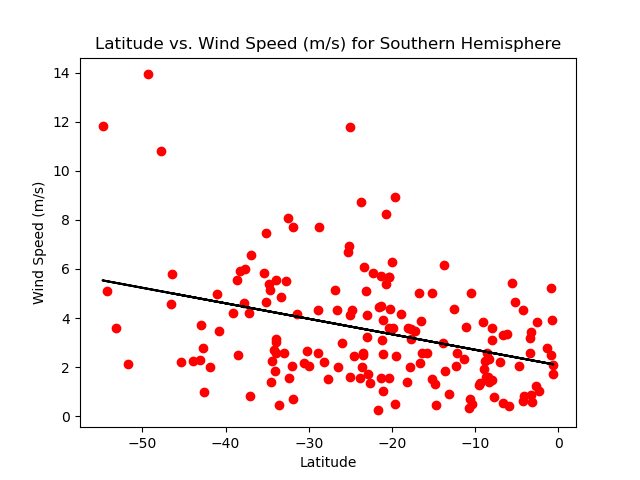 Latitude vs. Wind Speed (m/s) for Southern Hemisphere
14
12
10
8
6
4
2
0
Wind Speed (m/s)
−50 −40 −30 −20 −10 0
Latitude